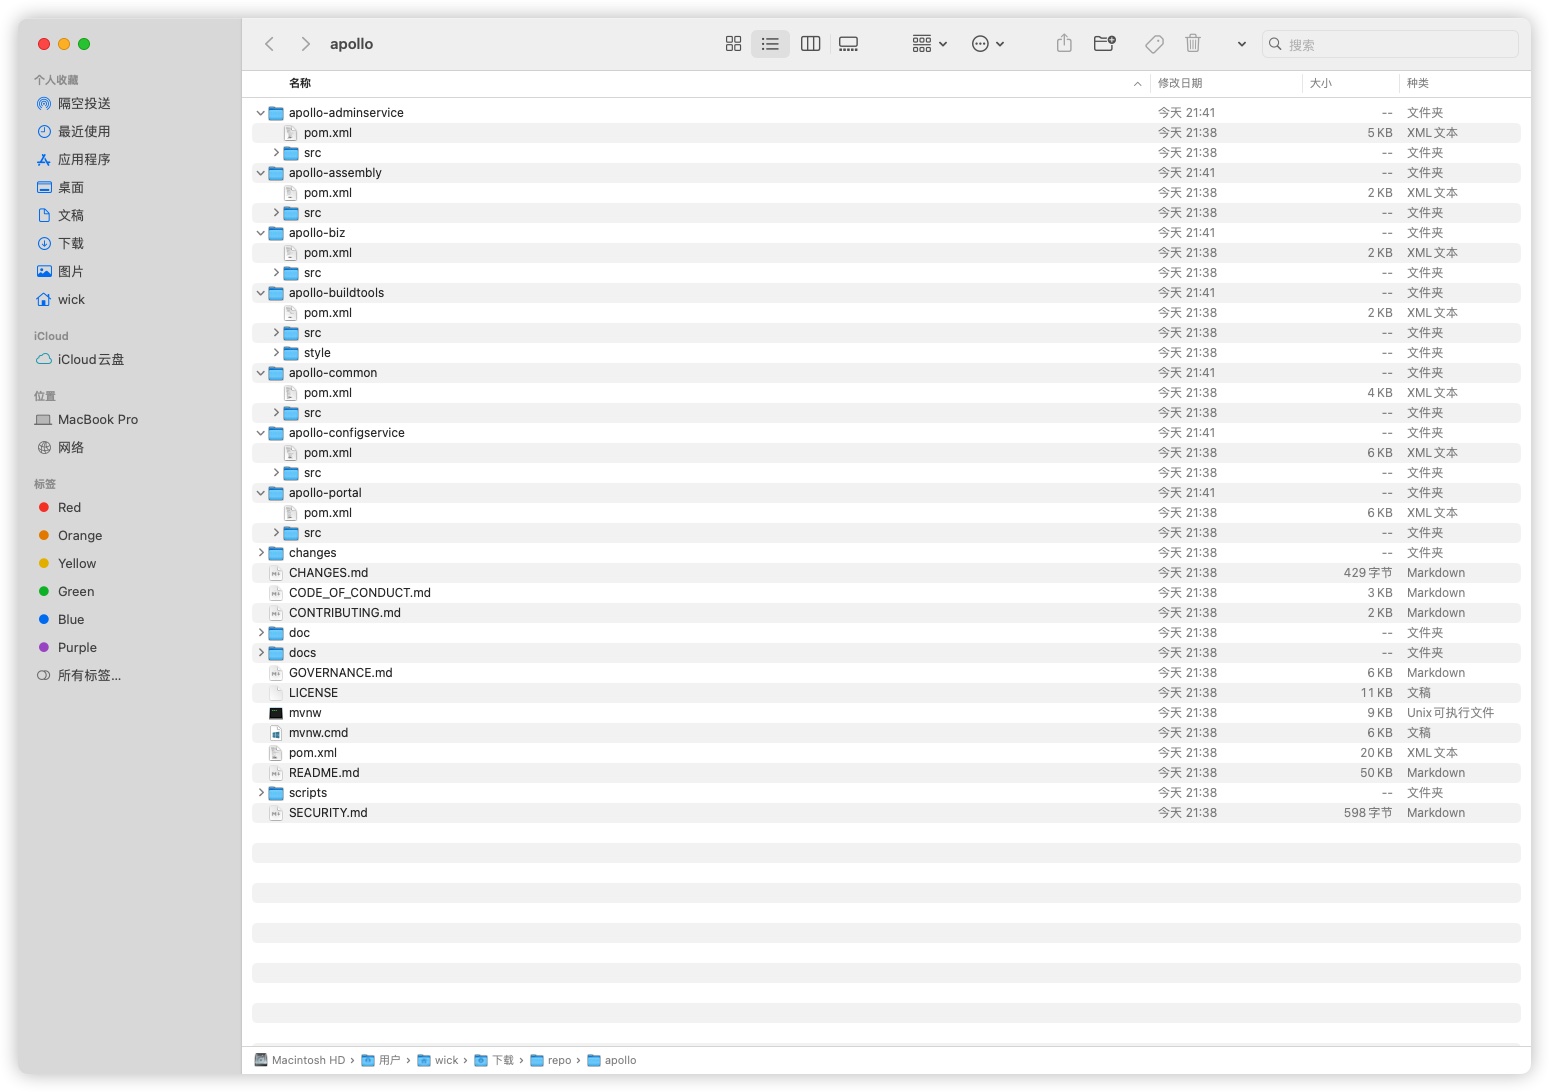 apollo
搜索
个人收藏
隔空投送
最近使用
应用程序
桌面
文稿
下载
图片
wick
iCloud
iCloud云盘
位置
MacBook Pro
网络
标签
Red
Orange
Yellow
Green
Blue
Purple
所有标签...
名称 修改日期 大小 种类
apollo-adminservice 今天 21:41 -- 文件夹
pom.xml 今天 21:38 5 KB XML文本
src 今天 21:38 -- 文件夹
apollo-assembly 今天 21:41 -- 文件夹
pom.xml 今天 21:38 2 KB XML文本
src 今天 21:38 -- 文件夹
apollo-biz 今天 21:41 -- 文件夹
pom.xml 今天 21:38 2 KB XML文本
src 今天 21:38 -- 文件夹
apollo-buildtools 今天 21:41 -- 文件夹
pom.xml 今天 21:38 2 KB XML文本
src 今天 21:38 -- 文件夹
style 今天 21:38 -- 文件夹
apollo-common 今天 21:41 -- 文件夹
pom.xml 今天 21:38 4 KB XML文本
src 今天 21:38 -- 文件夹
apollo-configservice 今天 21:41 -- 文件夹
pom.xml 今天 21:38 6 KB XML文本
src 今天 21:38 -- 文件夹
apollo-portal 今天 21:41 -- 文件夹
pom.xml 今天 21:38 6 KB XML文本
src 今天 21:38 -- 文件夹
changes 今天 21:38 -- 文件夹
CHANGES.md 今天 21:38 429 字节 Markdown
CODE_OF_CONDUCT.md 今天 21:38 3 KB Markdown
CONTRIBUTING.md 今天 21:38 2 KB Markdown
doc 今天 21:38 -- 文件夹
docs 今天 21:38 -- 文件夹
GOVERNANCE.md 今天 21:38 6 KB Markdown
LICENSE 今天 21:38 11 KB 文稿
mvnw 今天 21:38 9 KB Unix可执行文件
mvnw.cmd 今天 21:38 6 KB 文稿
pom.xml 今天 21:38 20 KB XML文本
README.md 今天 21:38 50 KB Markdown
scripts 今天 21:38 -- 文件夹
SECURITY.md 今天 21:38 598 字节 Markdown
Macintosh HD › 用户 › wick › 下载 › repo › apollo